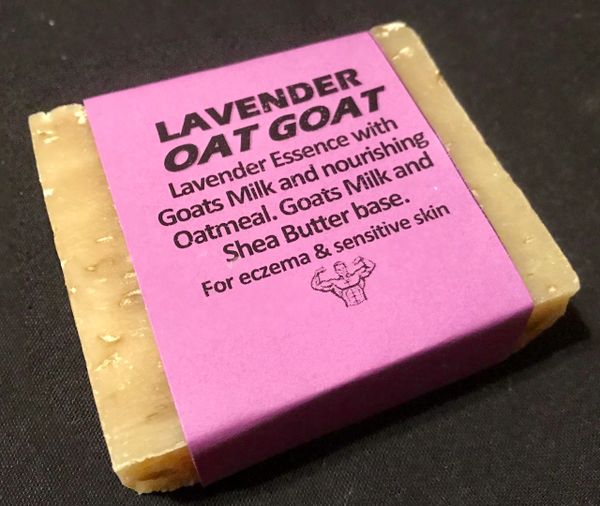 LAVENDER
OAT GOAT
Lavender Essence with
Goats Milk and nourishing
Oatmeal. Goats Milk and
Shea Butter base.
For eczema & sensitive skin